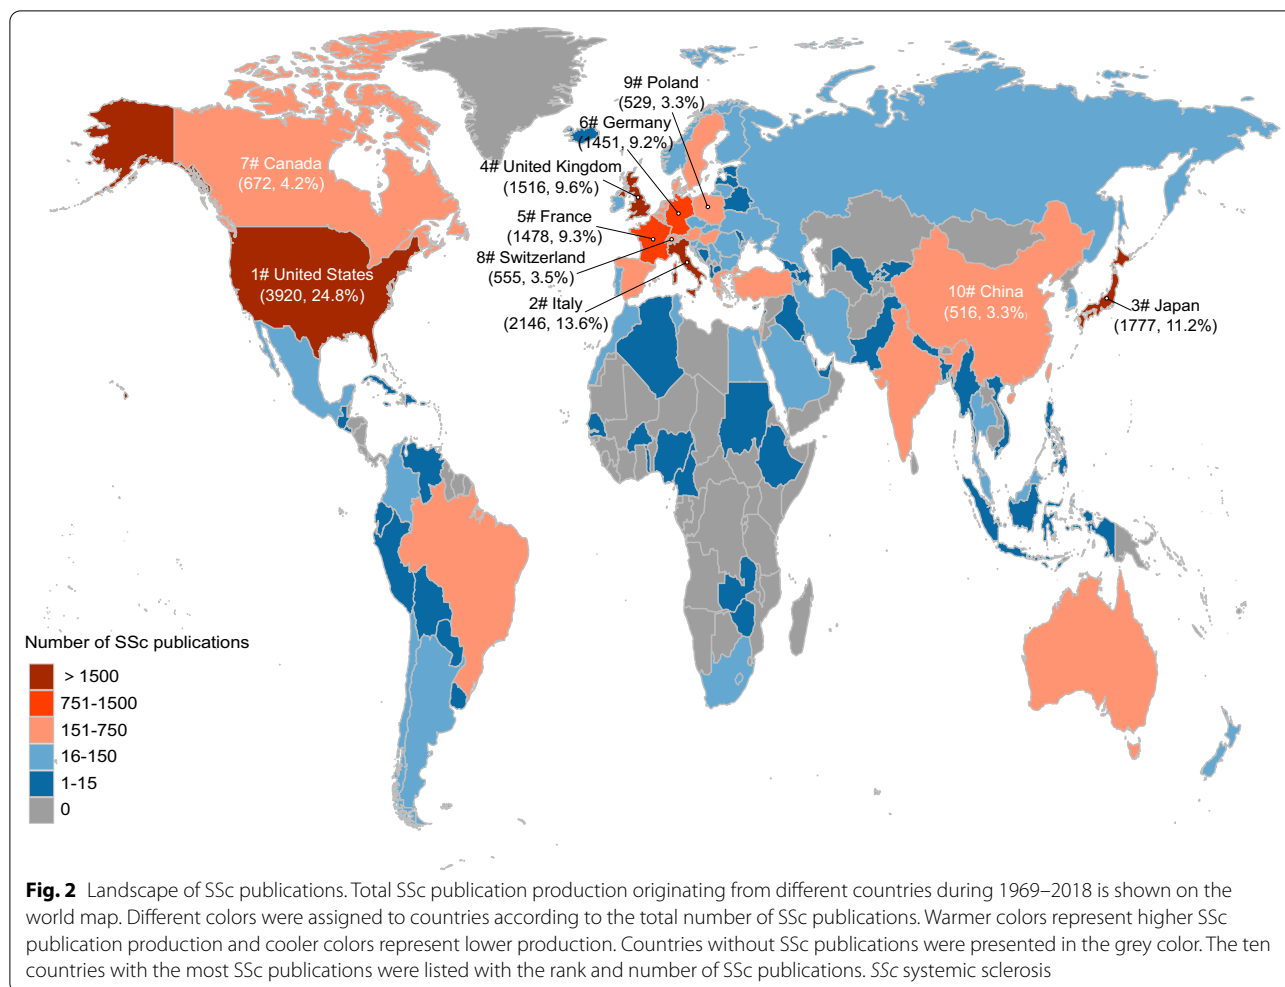 9# Poland
(529, 3.3%)
6# Germany
(1451, 9.2%)
7# Canada
(672, 4.2%)
4# United Kingdom
(1516, 9.6%)
5# France
(1478, 9.3%)
8# Switzerland
(555, 3.5%)
1# United States
(3920, 24.8%)
2# Italy
(2146, 13.6%)
10# China
(516, 3.3%)
3# Japan
(1777, 11.2%)
Number of SSc publications
> 1500
751-1500
151-750
16-150
1-15
0
Fig. 2 Landscape of SSc publications. Total SSc publication production originating from different countries during 1969–2018 is shown on the
world map. Different colors were assigned to countries according to the total number of SSc publications. Warmer colors represent higher SSc
publication production and cooler colors represent lower production. Countries without SSc publications were presented in the grey color. The ten
countries with the most SSc publications were listed with the rank and number of SSc publications. SSc systemic sclerosis